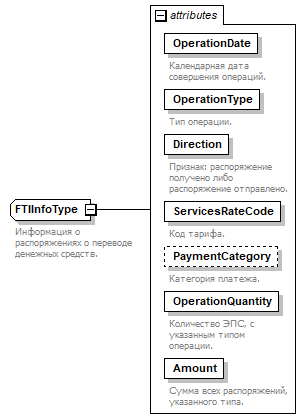 attributes
OperationDate
Календарная дата
совершения операций.
OperationType
Тип операции.
Direction
Признак: распоряжение
получено либо
распоряжение отправлено.
FTIInfoType
Информация о
распоряжениях о переводе
денежных средств.
ServicesRateCode
Код тарифа.
PaymentCategory
Категория платежа.
OperationQuantity
Количество ЭПС, с
указанным типом
операции.
Amount
Сумма всех распоряжений,
указанного типа.